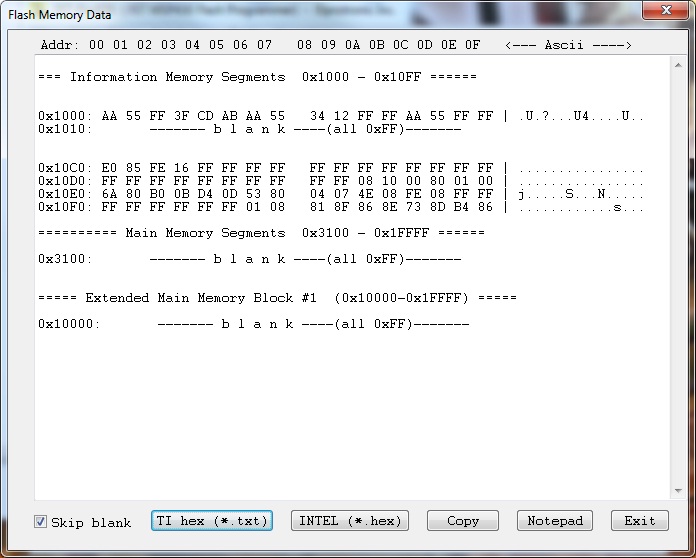 Flash Memory Data
Addr: 00 01 02 03 04 05 06 07 08 09 0A 0B 0C 0D 0E 0F <--- Ascii ---->
=== Information Memory Segments 0x1000 - 0x10FF ======
0x1000: AA 55 FF 3F CD AB AA 55 34 12 FF FF AA 55 FF FF | .U.?...U4....U..
0x1010: ------- b l a n k ----(all 0xFF)-------
0x10C0: E0 85 FE 16 FF FF FF FF FF FF FF FF FF FF FF FF | ................
0x10D0: FF FF FF FF FF FF FF FF FF FF 08 10 00 80 01 00 | ................
0x10E0: 6A 80 B0 0B D4 0D 53 80 04 07 4E 08 FE 08 FF FF | j.....S...N.....
0x10F0: FF FF FF FF FF FF 01 08 81 8F 86 8E 73 8D B4 86 | ............s...
========== Main Memory Segments 0x3100 - 0x1FFFF ======
0x3100: ------- b l a n k ----(all 0xFF)-------
===== Extended Main Memory Block #1 (0x10000-0x1FFFF) =====
0x10000: ------- b l a n k ----(all 0xFF)-------
Skip blank TI hex (*.txt) INTEL (*.hex) Copy Notepad Exit